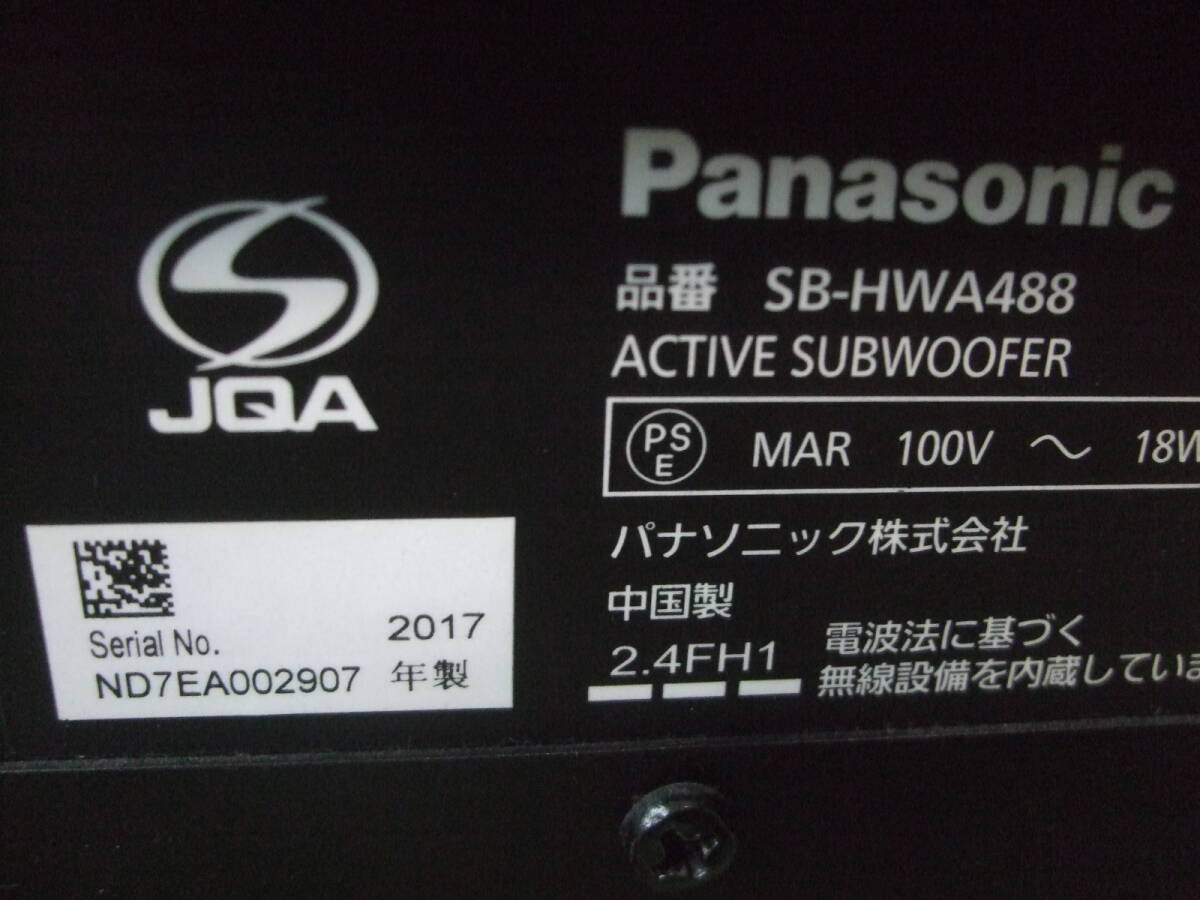 Panasonic
品番 SB-HWA488
ACTIVE SUBWOOFER
PS
E
MAR 100V ～ 18W
パナソニック株式会社
中国製
2.4FH1
電波法に基づく
無線設備を内蔵していま
JQA
Serial No.
ND7EA002907
2017
年製